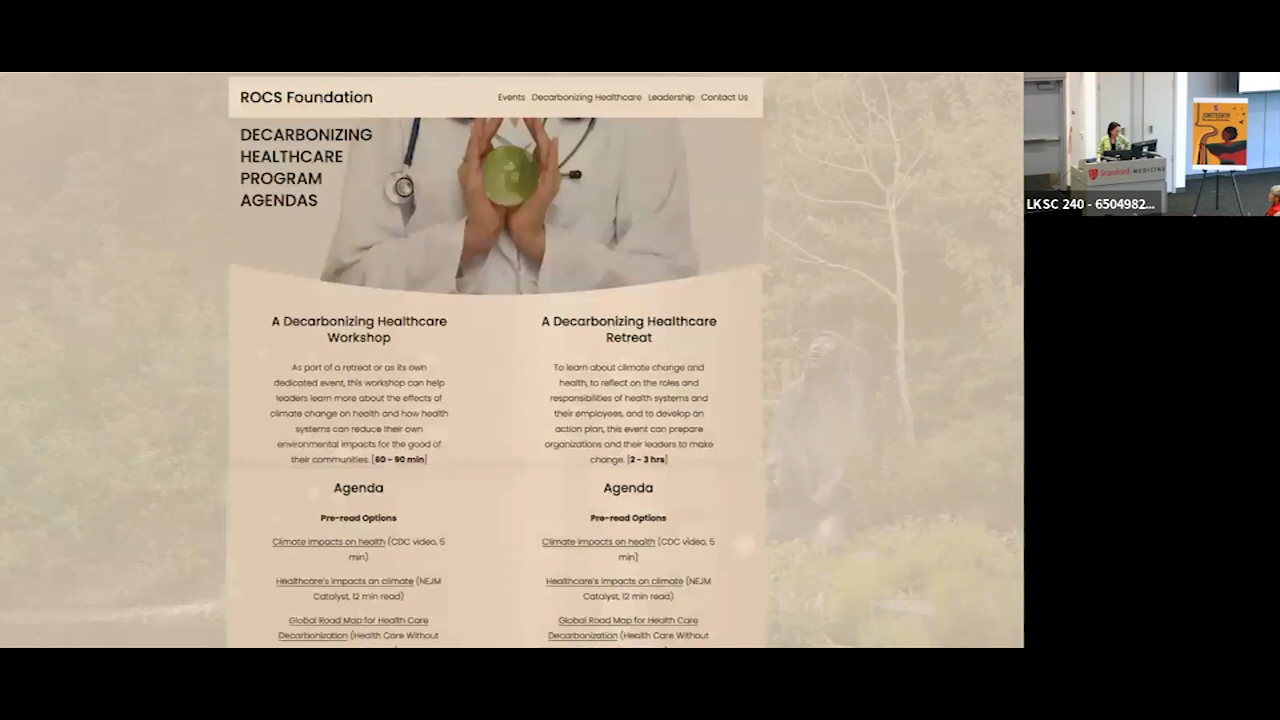 ROCS Foundation
Events Decarbonizing Healthcare Leadership Contact Us
DECARBONIZING
HEALTHCARE
PROGRAM
AGENDAS
A Decarbonizing Healthcare
Workshop
As part of a retreat or as its own
dedicated event, this workshop can help
leaders learn more about the effects of
climate change on health and how health
systems can reduce their own
environmental impacts for the good of
their communities. [60 - 90 min]
Agenda
Pre-read Options
Climate impacts on health (CDC video, 5
min)
Healthcare's impacts on climate (NEJM
Catalyst, 12 min read)
Global Road Map for Health Care
Decarbonization (Health Care Without
A Decarbonizing Healthcare
Retreat
To learn about climate change and
health, to reflect on the roles and
responsibilities of health systems and
their employees, and to develop an
action plan, this event can prepare
organizations and their leaders to make
change. [2 - 3 hrs]
Agenda
Pre-read Options
Climate impacts on health (CDC video, 5
min)
Healthcare's impacts on climate (NEJM
Catalyst, 12 min read)
Global Road Map for Health Care
Decarbonization (Health Care Without
Stanford MEDICINE
JUNETEENTH
LKSC 240 - 6504982...